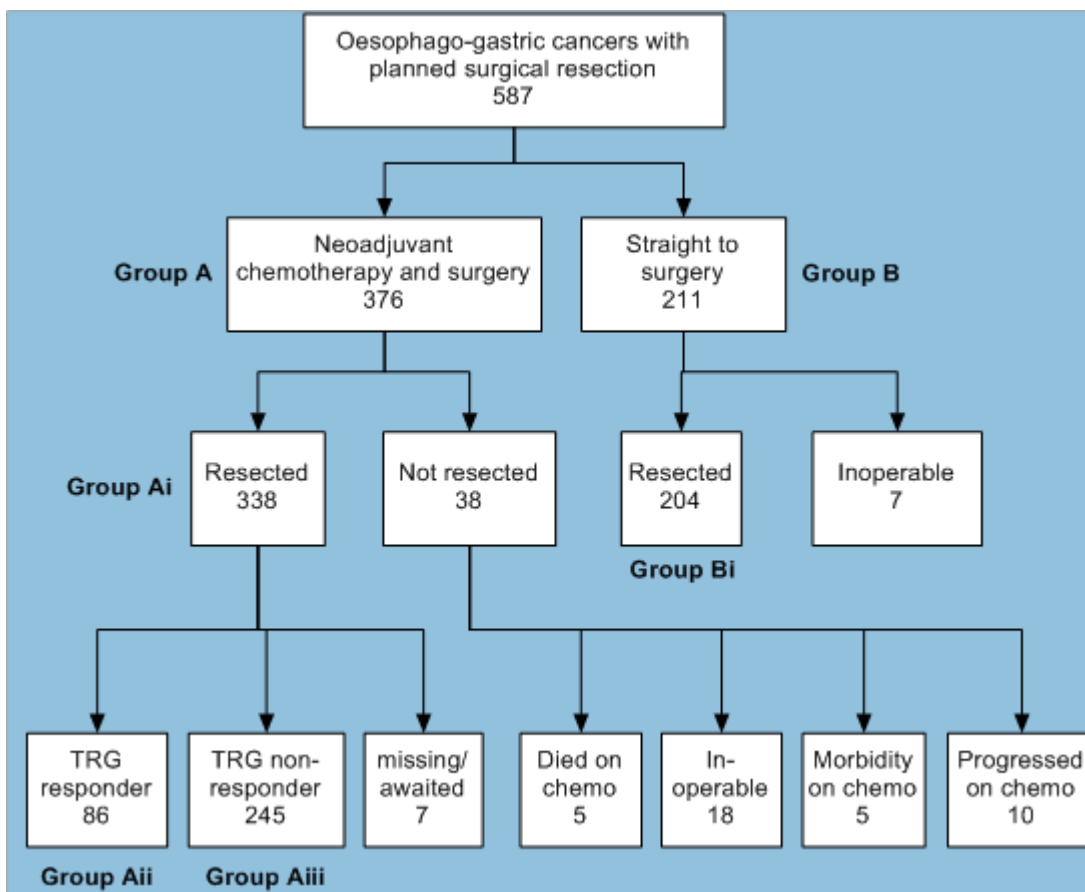 Oesophago-gastric cancers with
planned surgical resection
587
Group A
Neoadjuvant
chemotherapy and surgery
376
Straight to
surgery
211
Group B
Group Ai
Resected
338
Not resected
38
Resected
204
Inoperable
7
Group Bi
TRG
responder
86
TRG non-
responder
245
missing/
awaited
7
Died on
chemo
5
In-
operable
18
Morbidity
on chemo
5
Progressed
on chemo
10
Group Aii
Group Aiii